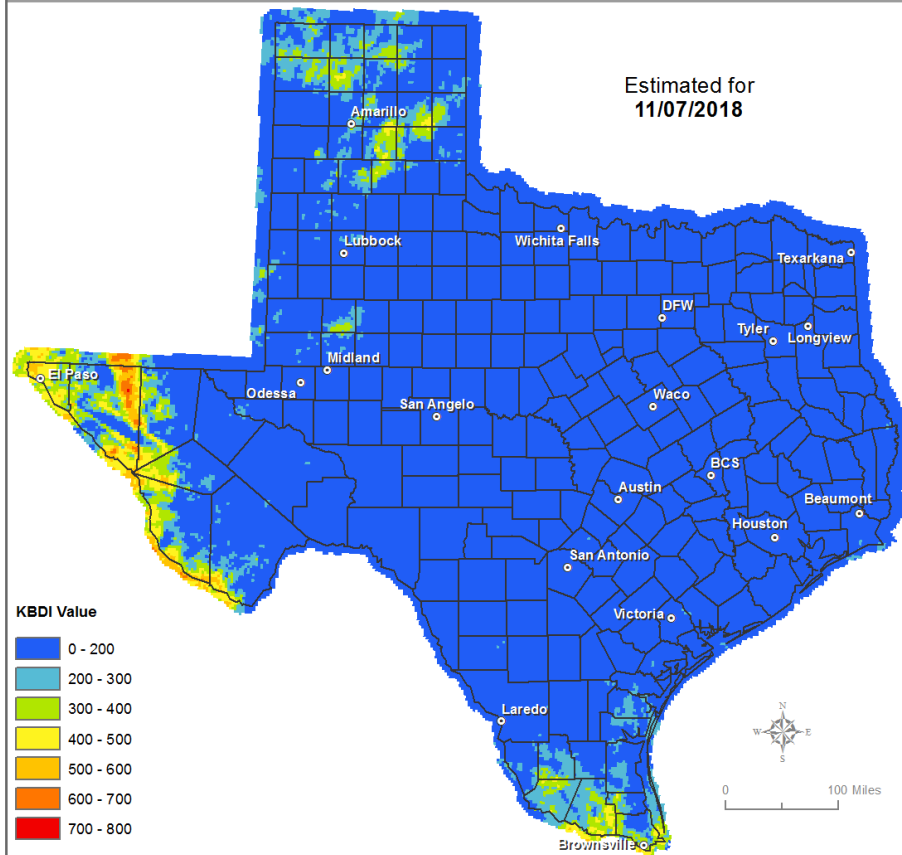 Estimated for
11/07/2018
Amarillo
Lubbock
Wichita Falls
Texarkana
DFW
Tyler
Longview
Midland
El Paso
Odessa
San Angelo
Waco
BCS
Austin
Beaumont
Houston
San Antonio
Victoria
Laredo
Brownsville
KBDI Value
0 - 200
200 - 300
300 - 400
400 - 500
500 - 600
600 - 700
700 - 800
N
W
E
S
0
100 Miles